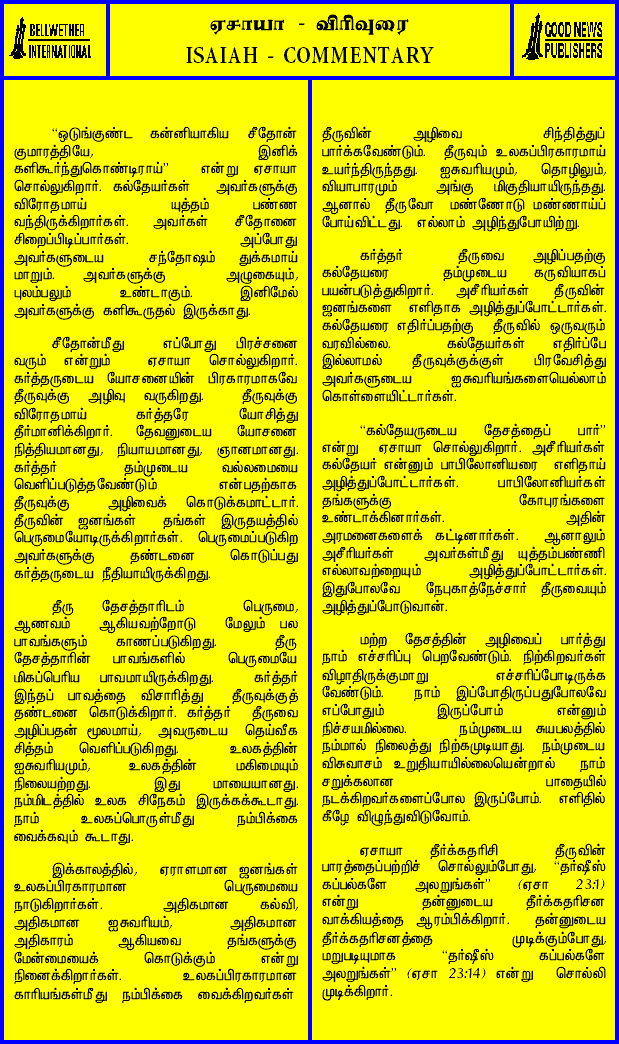 BELLWETHER
INTERNATIONAL
ஏசாயா - விரிவுரை
ISAIAH - COMMENTARY
GOOD NEWS
PUBLISHERS
“ஒடுங்குண்ட கன்னியாகிய சீதோன்
குமாரத்தியே, இனிக்
களிகூர்ந்துகொண்டிராய்” என்று ஏசாயா
சொல்லுகிறார். கல்தேயர்கள் அவர்களுக்கு
விரோதமாய் யுத்தம் பண்ண
வந்திருக்கிறார்கள். அவர்கள் சீதோனை
சிறைப்பிடிப்பார்கள். அப்போது
அவர்களுடைய சந்தோஷம் துக்கமாய்
மாறும். அவர்களுக்கு அழுகையும்,
புலம்பலும் உண்டாகும். இனிமேல்
அவர்களுக்கு களிகூருதல் இருக்காது.
சீதோன்மீது எப்போது பிரச்சனை
வரும் என்றும் ஏசாயா சொல்லுகிறார்.
கர்த்தருடைய யோசனையின் பிரகாரமாகவே
தீருவுக்கு அழிவு வருகிறது. தீருவுக்கு
விரோதமாய் கர்த்தரே யோசித்து
தீர்மானிக்கிறார். தேவனுடைய யோசனை
நித்தியமானது, நியாயமானது, ஞானமானது.
கர்த்தர் தம்முடைய வல்லமையை
வெளிப்படுத்தவேண்டும் என்பதற்காக
தீருவுக்கு அழிவைக் கொடுக்கமாட்டார்.
தீருவின் ஜனங்கள் தங்கள் இருதயத்தில்
பெருமையோடிருக்கிறார்கள். பெருமைப்படுகிற
அவர்களுக்கு தண்டனை கொடுப்பது
கர்த்தருடைய நீதியாயிருக்கிறது.
தீரு தேசத்தாரிடம் பெருமை,
ஆணவம் ஆகியவற்றோடு மேலும் பல
பாவங்களும் காணப்படுகிறது. தீரு
தேசத்தாரின் பாவங்களில் பெருமையே
மிகப்பெரிய பாவமாயிருக்கிறது. கர்த்தர்
இந்தப் பாவத்தை விசாரித்து தீருவுக்குத்
தண்டனை கொடுக்கிறார். கர்த்தர் தீருவை
அழிப்பதன் மூலமாய், அவருடைய தெய்வீக
சித்தம் வெளிப்படுகிறது. உலகத்தின்
ஐசுவரியமும், உலகத்தின் மகிமையும்
நிலையற்றது. இது மாயையானது.
நம்மிடத்தில் உலக சிநேகம் இருக்கக்கூடாது.
நாம் உலகப்பொருள்மீது நம்பிக்கை
வைக்கவும் கூடாது.
இக்காலத்தில், ஏராளமான ஜனங்கள்
உலகப்பிரகாரமான பெருமையை
நாடுகிறார்கள். அதிகமான கல்வி,
அதிகமான ஐசுவரியம், அதிகமான
அதிகாரம் ஆகியவை தங்களுக்கு
மேன்மையைக் கொடுக்கும் என்று
நினைக்கிறார்கள். உலகப்பிரகாரமான
காரியங்கள்மீது நம்பிக்கை வைக்கிறவர்கள்
தீருவின் அழிவை சிந்தித்துப்
பார்க்கவேண்டும். தீருவும் உலகப்பிரகாரமாய்
உயர்ந்திருந்தது. ஐசுவரியமும், தொழிலும்,
வியாபாரமும் அங்கு மிகுதியாயிருந்தது.
ஆனால் தீருவோ மண்ணோடு மண்ணாய்ப்
போய்விட்டது. எல்லாம் அழிந்துபோயிற்று.
கர்த்தர் தீருவை அழிப்பதற்கு
கல்தேயரை தம்முடைய கருவியாகப்
பயன்படுத்துகிறார். அசீரியர்கள் தீருவின்
ஜனங்களை எளிதாக அழித்துப்போட்டார்கள்.
கல்தேயரை எதிர்ப்பதற்கு தீருவில் ஒருவரும்
வரவில்லை. கல்தேயர்கள் எதிர்ப்பே
இல்லாமல் தீருவுக்குக்குள் பிரவேசித்து
அவர்களுடைய ஐசுவரியங்களையெல்லாம்
கொள்ளையிட்டார்கள்.
“கல்தேயருடைய தேசத்தைப் பார்”
என்று ஏசாயா சொல்லுகிறார். அசீரியர்கள்
கல்தேயர் என்னும் பாபிலோனியரை எளிதாய்
அழித்துப்போட்டார்கள். பாபிலோனியர்கள்
தங்களுக்கு கோபுரங்களை
உண்டாக்கினார்கள். அதின்
அரமனைகளைக் கட்டினார்கள். ஆனாலும்
அசீரியர்கள் அவர்கள்மீது யுத்தம்பண்ணி
எல்லாவற்றையும் அழித்துப்போட்டார்கள்.
இதுபோலவே நேபுகாத்நேச்சார் தீருவையும்
அழித்துப்போடுவான்.
மற்ற தேசத்தின் அழிவைப் பார்த்து
நாம் எச்சரிப்பு பெறவேண்டும். நிற்கிறவர்கள்
விழாதிருக்குமாறு எச்சரிப்போடிருக்க
வேண்டும். நாம் இப்போதிருப்பதுபோலவே
எப்போதும் இருப்போம் என்னும்
நிச்சயமில்லை. நம்முடைய சுயபலத்தில்
நம்மால் நிலைத்து நிற்கமுடியாது. நம்முடைய
விசுவாசம் உறுதியாயில்லையென்றால் நாம்
சறுக்கலான பாதையில்
நடக்கிறவர்களைப்போல இருப்போம். எளிதில்
கீழே விழுந்துவிடுவோம்.
ஏசாயா தீர்க்கதரிசி தீருவின்
பாரத்தைப்பற்றிச் சொல்லும்போது, “தர்ஷீஸ்
கப்பல்களே அலறுங்கள்” (ஏசா 23:1)
என்று தன்னுடைய தீர்க்கதரிசன
வாக்கியத்தை ஆரம்பிக்கிறார். தன்னுடைய
தீர்க்கதரிசனத்தை முடிக்கும்போது,
மறுபடியுமாக “தர்ஷீஸ் கப்பல்களே
அலறுங்கள்” (ஏசா 23:14) என்று சொல்லி
முடிக்கிறார்.